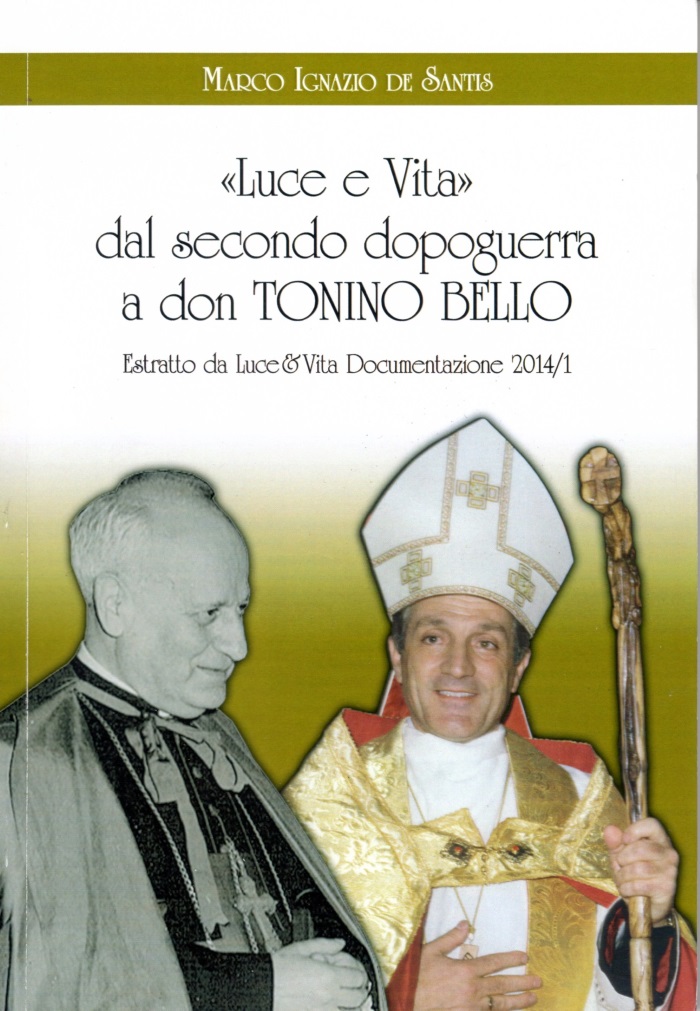 Marco Ignazio de Santis
«Luce e Vita»
dal secondo dopoguerra
a don TONINO BELLO
Estratto da Luce & Vita Documentazione 2014/1